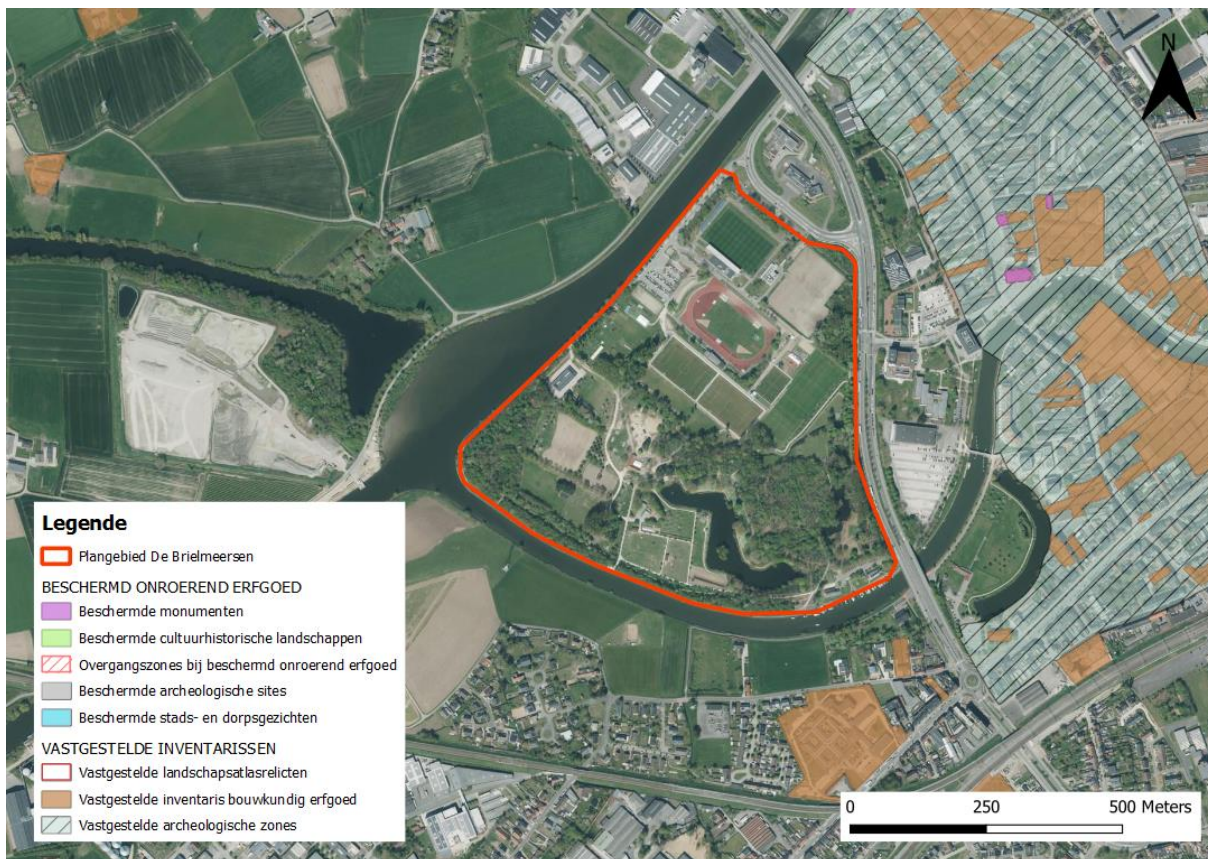 N
Legende
Plangebied De Brielmeersen
BESCHERMD ONROEREND ERFGOED
Beschermde monumenten
Beschermde cultuurhistorische landschappen
Overgangszones bij beschermd onroerend erfgoed
Beschermde archeologische sites
Beschermde stads- en dorpsgezichten
VASTGESTELDE INVENTARISSEN
Vastgestelde landschapsatlasrelicten
Vastgestelde inventaris bouwkundig erfgoed
Vastgestelde archeologische zones
0 250 500 Meters